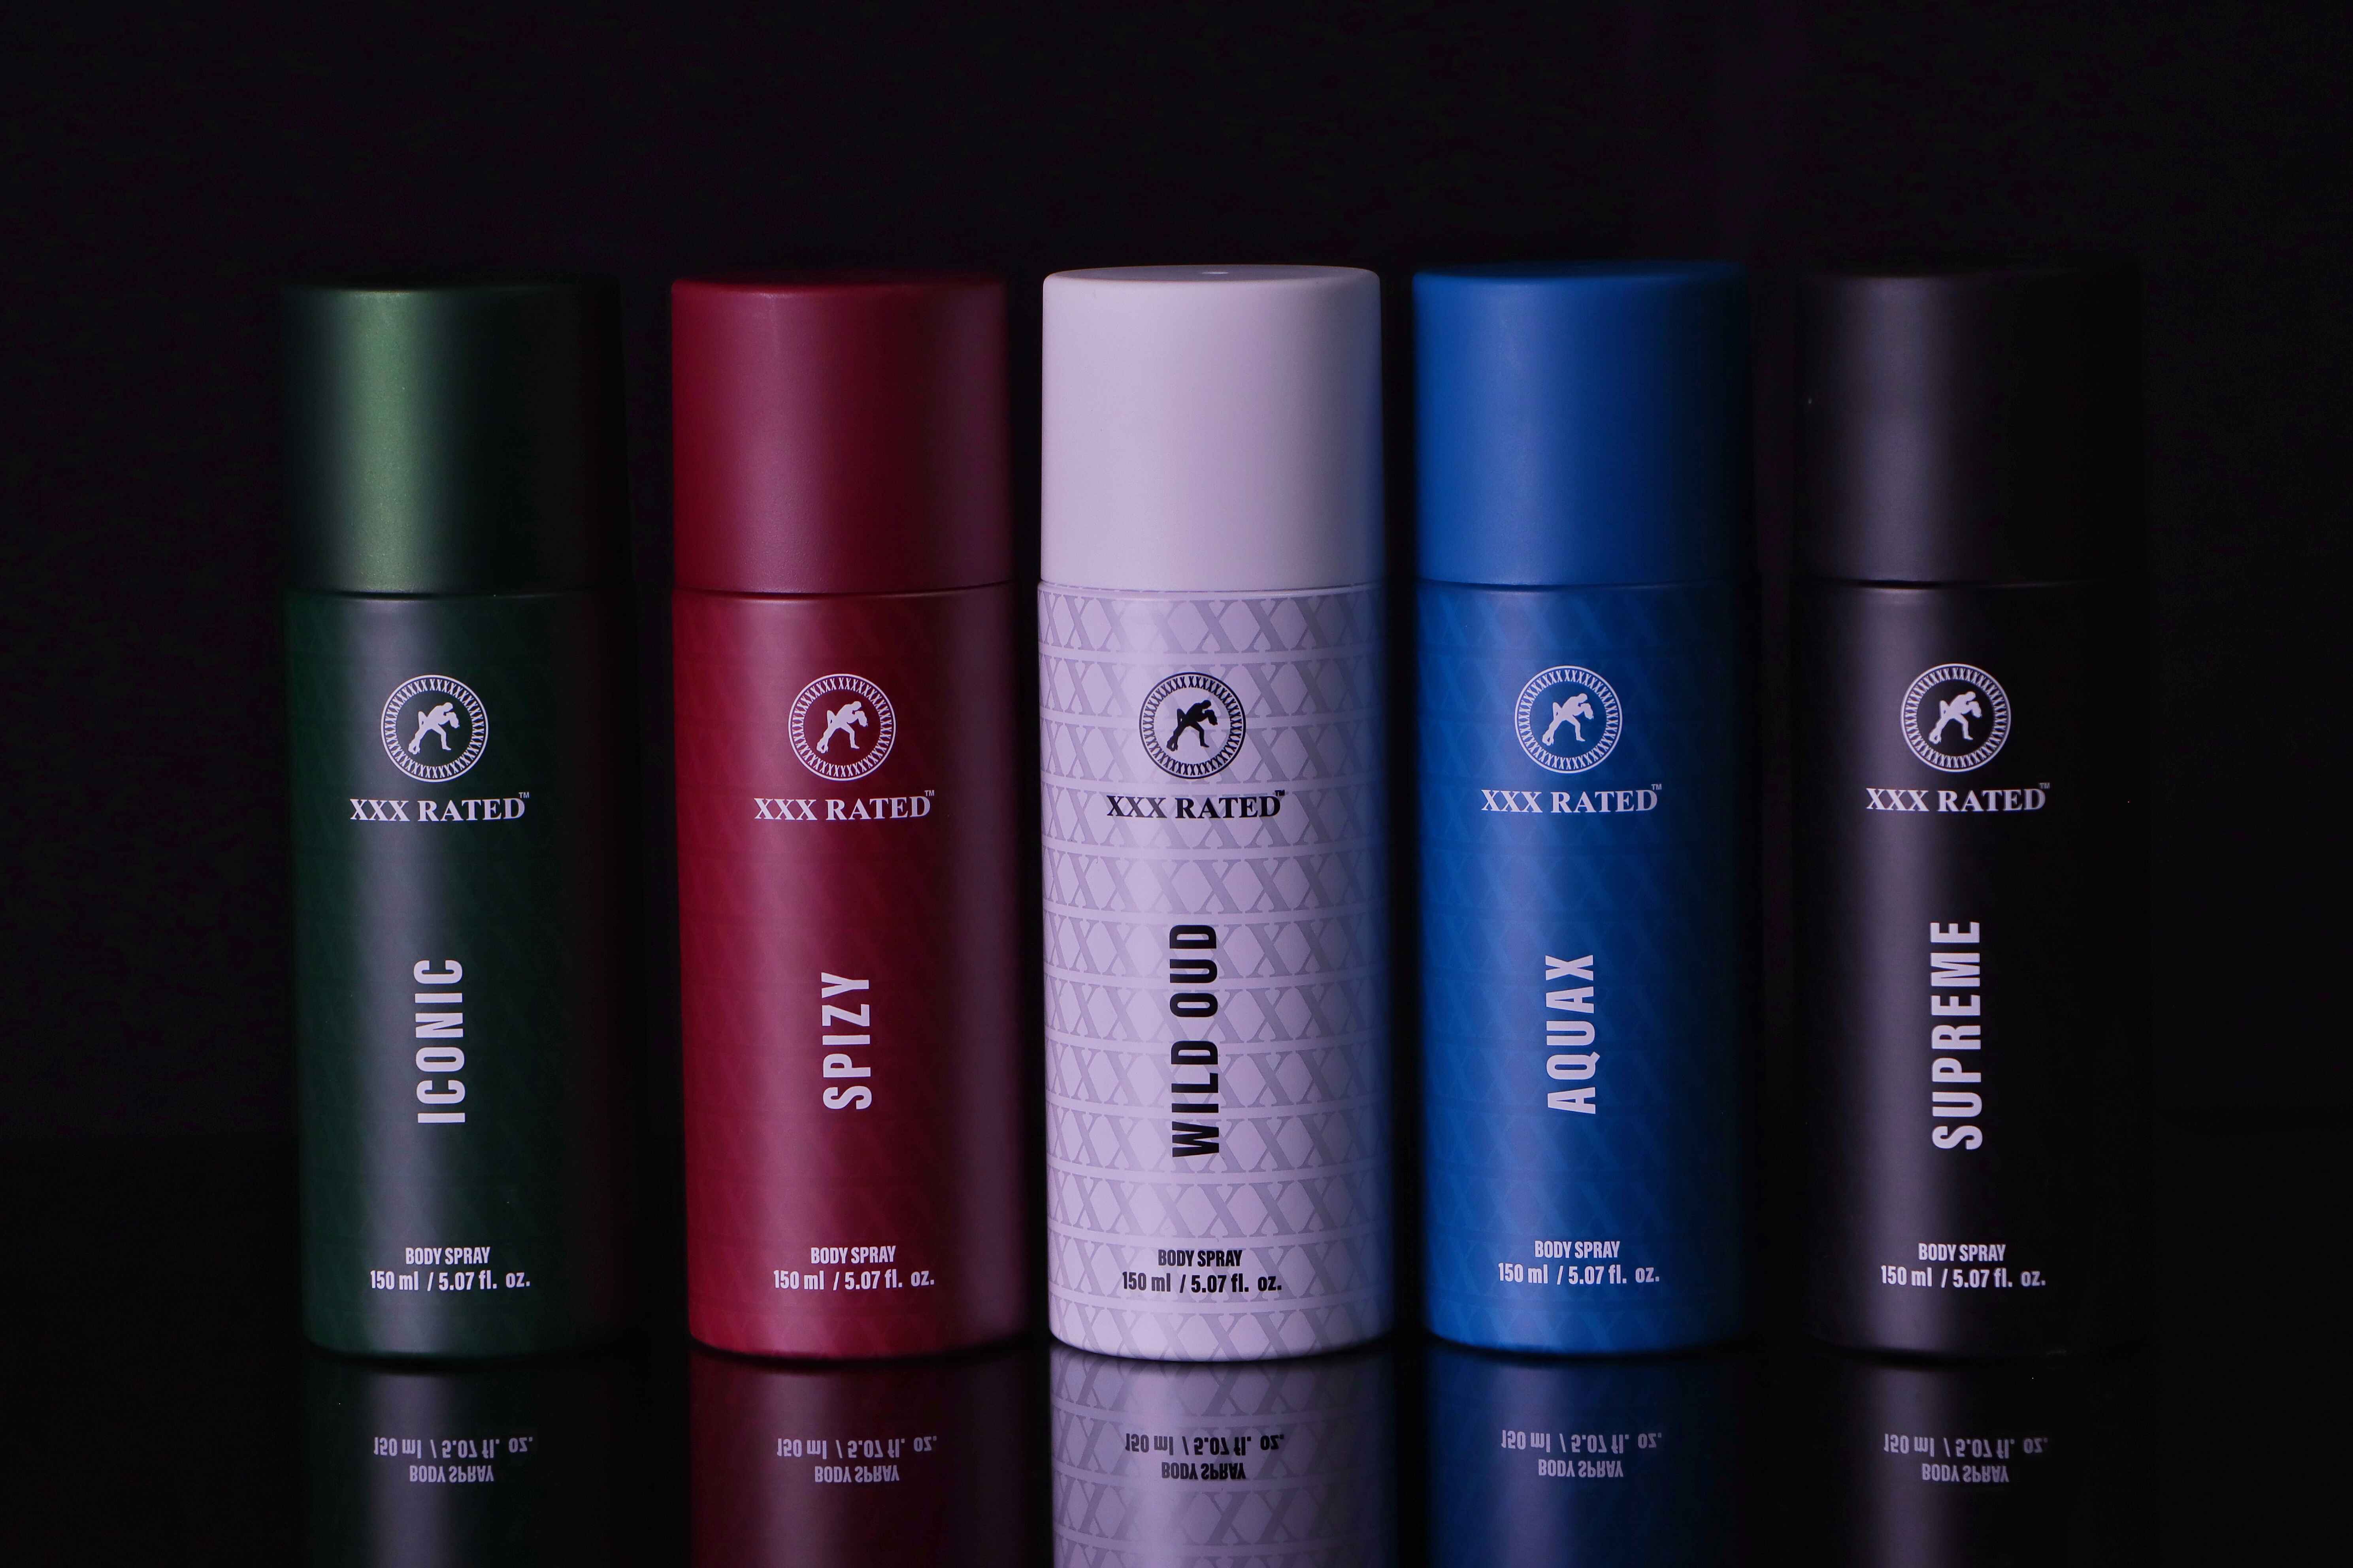 XXX RATED™
ICONIC
BODY SPRAY
150 ml / 5.07 fl. oz.
XXX RATED™
SPIZY
BODY SPRAY
150 ml / 5.07 fl. oz.
XXX RATED™
WILD OUD
BODY SPRAY
150 ml / 5.07 fl. oz.
XXX RATED™
AQUAX
BODY SPRAY
150 ml / 5.07 fl. oz.
XXX RATED™
SUPREME
BODY SPRAY
150 ml / 5.07 fl. oz.